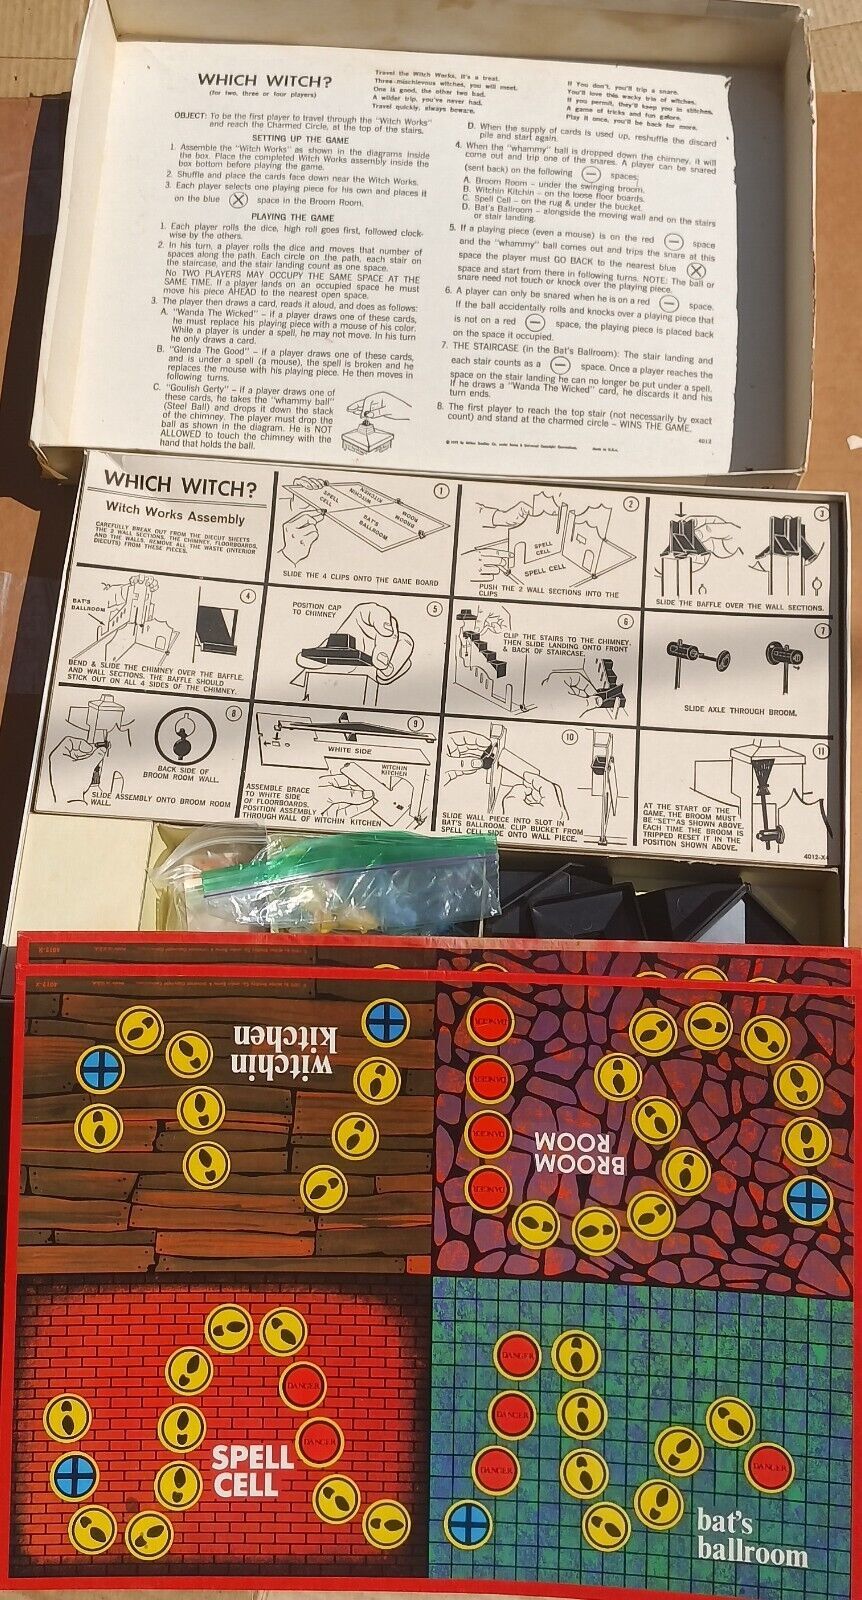 WHICH WITCH?
(for two, three or four players)
Travel the Witch Works, it's a treat.
Three mischievous witches, you will meet.
One is good, the other two bad.
A wilder trip, you've never had.
Travel quickly, always beware.
If You don't, you'll trip a snare.
You'll love this wacky trio of witches.
If you permit, they'll keep you in stitches.
A game of tricks and fun galore.
Play it once, you'll be back for more.
OBJECT: To be the first player to travel through the "Witch Works"
and reach the Charmed Circle, at the top of the stairs.
SETTING UP THE GAME
1. Assemble the "Witch Works" as shown in the diagrams inside
the box. Place the completed Witch Works assembly inside the
box bottom before playing the game.
2. Shuffle and place the cards face down near the Witch Works.
3. Each player selects one playing piece for his own and places it
on the blue space in the Broom Room.
PLAYING THE GAME
1. Each player rolls the dice, high roll goes first, followed clock-
wise by the others.
2. In his turn, a player rolls the dice and moves that number of
spaces along the path. Each circle on the path, each stair on
the staircase, and the stair landing count as one space.
No TWO PLAYERS MAY OCCUPY THE SAME SPACE AT THE
SAME TIME. If a player lands on an occupied space he must
move his piece AHEAD to the nearest open space.
3. The player then draws a card, reads it aloud, and does as follows:
A. "Wanda The Wicked" – if a player draws one of these cards,
he must replace his playing piece with a mouse of his color.
While a player is under a spell, he may not move. In his turn
he only draws a card.
B. "Glenda The Good" – if a player draws one of these cards,
and is under a spell (a mouse), the spell is broken and he
replaces the mouse with his playing piece. He then moves in
following turns.
C. "Goulish Gerty" – if a player draws one of
these cards, he takes the "whammy ball"
(Steel Ball) and drops it down the stack
of the chimney. The player must drop the
ball as shown in the diagram. He is NOT
ALLOWED to touch the chimney with the
hand that holds the ball.
D. When the supply of cards is used up, reshuffle the discard
pile and start again.
4. When the "whammy" ball is dropped down the chimney, it will
come out and trip one of the snares. A player can be snared
(sent back) on the following spaces:
A. Broom Room – under the swinging broom.
B. Witchin Kitchin – on the loose floor boards.
C. Spell Cell – on the rug & under the bucket.
D. Bat's Ballroom – alongside the moving wall and on the stairs
or stair landing.
5. If a playing piece (even a mouse) is on the red space
and the "whammy" ball comes out and trips the snare at this
space the player must GO BACK to the nearest blue
space and start from there in following turns. NOTE: The ball or
snare need not touch or knock over the playing piece.
6. A player can only be snared when he is on a red space.
If the ball accidentally rolls and knocks over a playing piece that
is not on a red space, the playing piece is placed back
on the space it occupied.
7. THE STAIRCASE (in the Bat's Ballroom): The stair landing and
each stair counts as a space. Once a player reaches the
space on the stair landing he can no longer be put under a spell.
If he draws a "Wanda The Wicked" card, he discards it and his
turn ends.
8. The first player to reach the top stair (not necessarily by exact
count) and stand at the charmed circle – WINS THE GAME.
4012
WHICH WITCH?
Witch Works Assembly
CAREFULLY BREAK OUT FROM THE DIECUT SHEETS
THE 2 WALL SECTIONS, THE CHIMNEY, FLOORBOARDS,
AND THE WALLS. REMOVE ALL THE WASTE (INTERIOR
DIECUTS) FROM THESE PIECES.
1
SPELL CELL
WITCHIN KITCHEN
BROOM ROOM
BAT'S BALLROOM
SLIDE THE 4 CLIPS ONTO THE GAME BOARD
2
SPELL CELL
SPELL CELL
PUSH THE 2 WALL SECTIONS INTO THE
CLIPS
3
SLIDE THE BAFFLE OVER THE WALL SECTIONS.
4
BAT'S
BALLROOM
BEND & SLIDE THE CHIMNEY OVER THE BAFFLE,
AND WALL SECTIONS. THE BAFFLE SHOULD
STICK OUT ON ALL 4 SIDES OF THE CHIMNEY.
5
POSITION CAP
TO CHIMNEY
6
CLIP THE STAIRS TO THE CHIMNEY.
THEN SLIDE LANDING ONTO FRONT
& BACK OF STAIRCASE.
7
SLIDE AXLE THROUGH BROOM.
8
BACK SIDE OF
BROOM ROOM WALL.
SLIDE ASSEMBLY ONTO BROOM ROOM
WALL.
9
WHITE SIDE
WITCHIN
KITCHEN
ASSEMBLE BRACE
TO WHITE SIDE
OF FLOORBOARDS.
POSITION ASSEMBLY
THROUGH WALL OF WITCHIN KITCHEN
10
SLIDE WALL PIECE INTO SLOT IN
BAT'S BALLROOM. CLIP BUCKET FROM
SPELL CELL SIDE ONTO WALL PIECE.
11
AT THE START OF THE
GAME, THE BROOM MUST
BE "SET" AS SHOWN ABOVE.
EACH TIME THE BROOM IS
TRIPPED RESET IT IN THE
POSITION SHOWN ABOVE.
4012-X
witchin
kitchen
BROOM
ROOM
DANGER
DANGER
DANGER
DANGER
SPELL
CELL
DANGER
DANGER
bat's
ballroom
DANGER
DANGER
DANGER
DANGER